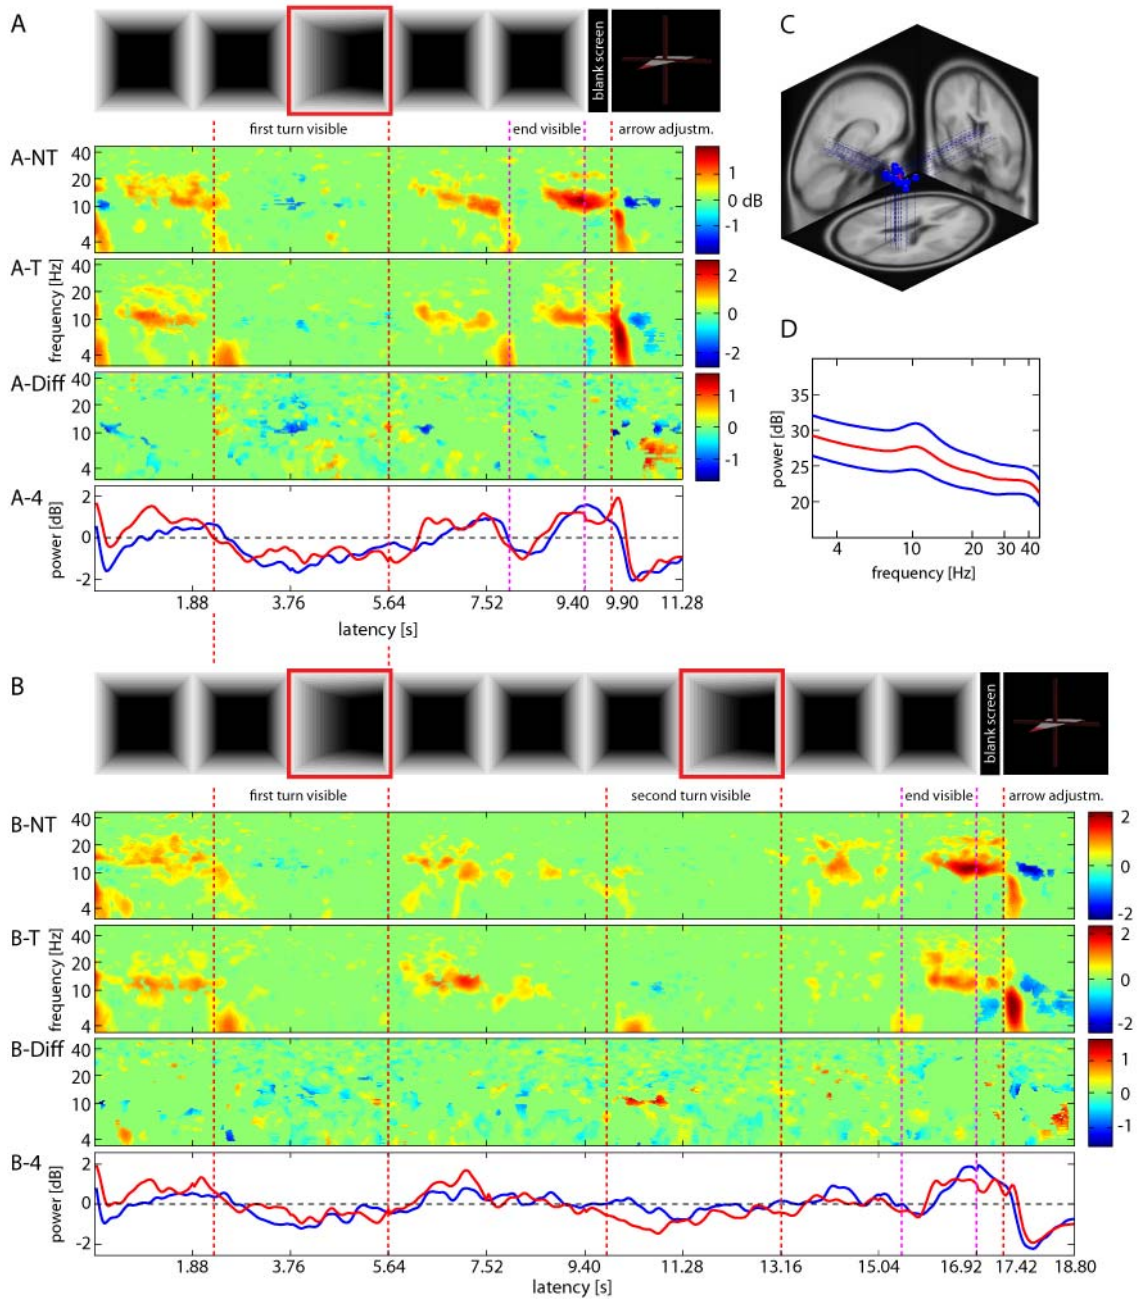 A
C
blank screen
first turn visible
end visible
arrow adjustm.
A-NT
40
20
10
4
1
0 dB
-1
A-T
40
20
10
4
2
1
0
-1
-2
frequency [Hz]
D
A-Diff
40
20
10
4
1
0
-1
35
30
25
20
power [dB]
4
10
20
30
40
frequency [Hz]
A-4
2
0
-2
power [dB]
1.88
3.76
5.64
7.52
9.40
9.90
11.28
latency [s]
B
blank screen
first turn visible
second turn visible
end visible
arrow adjustm.
B-NT
40
20
10
4
2
1
0
-1
-2
B-T
40
20
10
4
2
1
0
-1
-2
frequency [Hz]
B-Diff
40
20
10
4
1
0
-1
B-4
2
0
-2
power [dB]
1.88
3.76
5.64
7.52
9.40
11.28
13.16
15.04
16.92
17.42
18.80
latency [s]